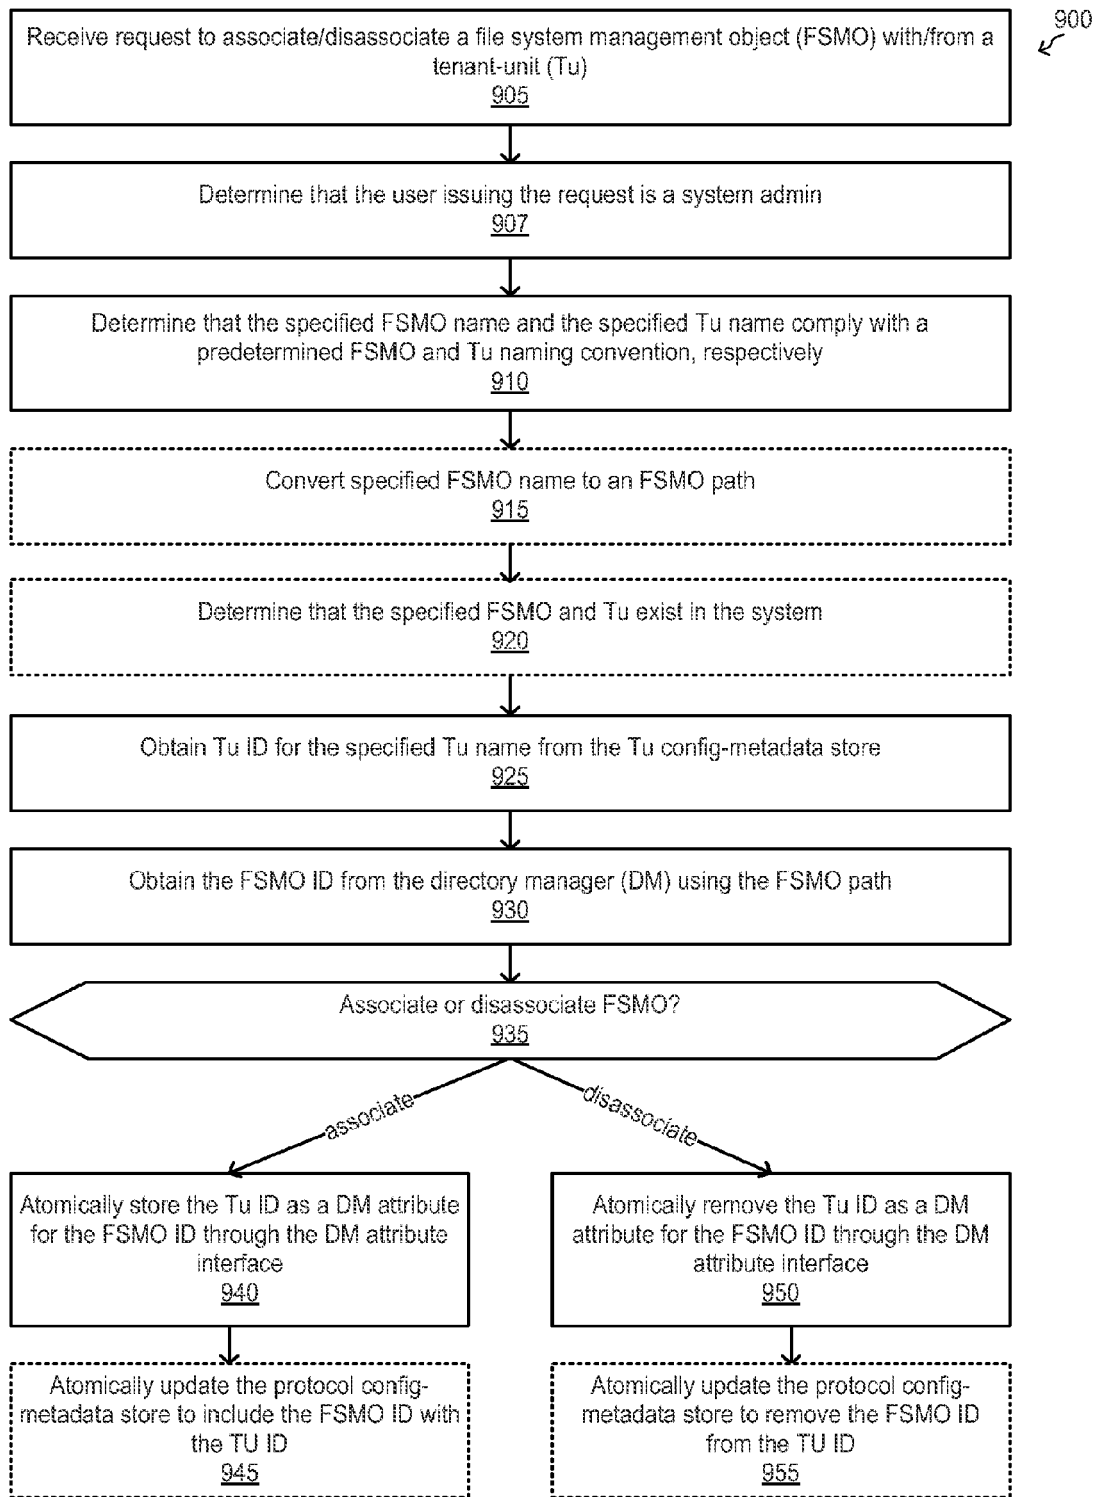 900
Receive request to associate/disassociate a file system management object (FSMO) with/from a
tenant-unit (Tu)
905
Determine that the user issuing the request is a system admin
907
Determine that the specified FSMO name and the specified Tu name comply with a
predetermined FSMO and Tu naming convention, respectively
910
Convert specified FSMO name to an FSMO path
915
Determine that the specified FSMO and Tu exist in the system
920
Obtain Tu ID for the specified Tu name from the Tu config-metadata store
925
Obtain the FSMO ID from the directory manager (DM) using the FSMO path
930
Associate or disassociate FSMO?
935
associate
disassociate
Atomically store the Tu ID as a DM attribute
for the FSMO ID through the DM attribute
interface
940
Atomically remove the Tu ID as a DM
attribute for the FSMO ID through the DM
attribute interface
950
Atomically update the protocol config-
metadata store to include the FSMO ID with
the TU ID
945
Atomically update the protocol config-
metadata store to remove the FSMO ID
from the TU ID
955